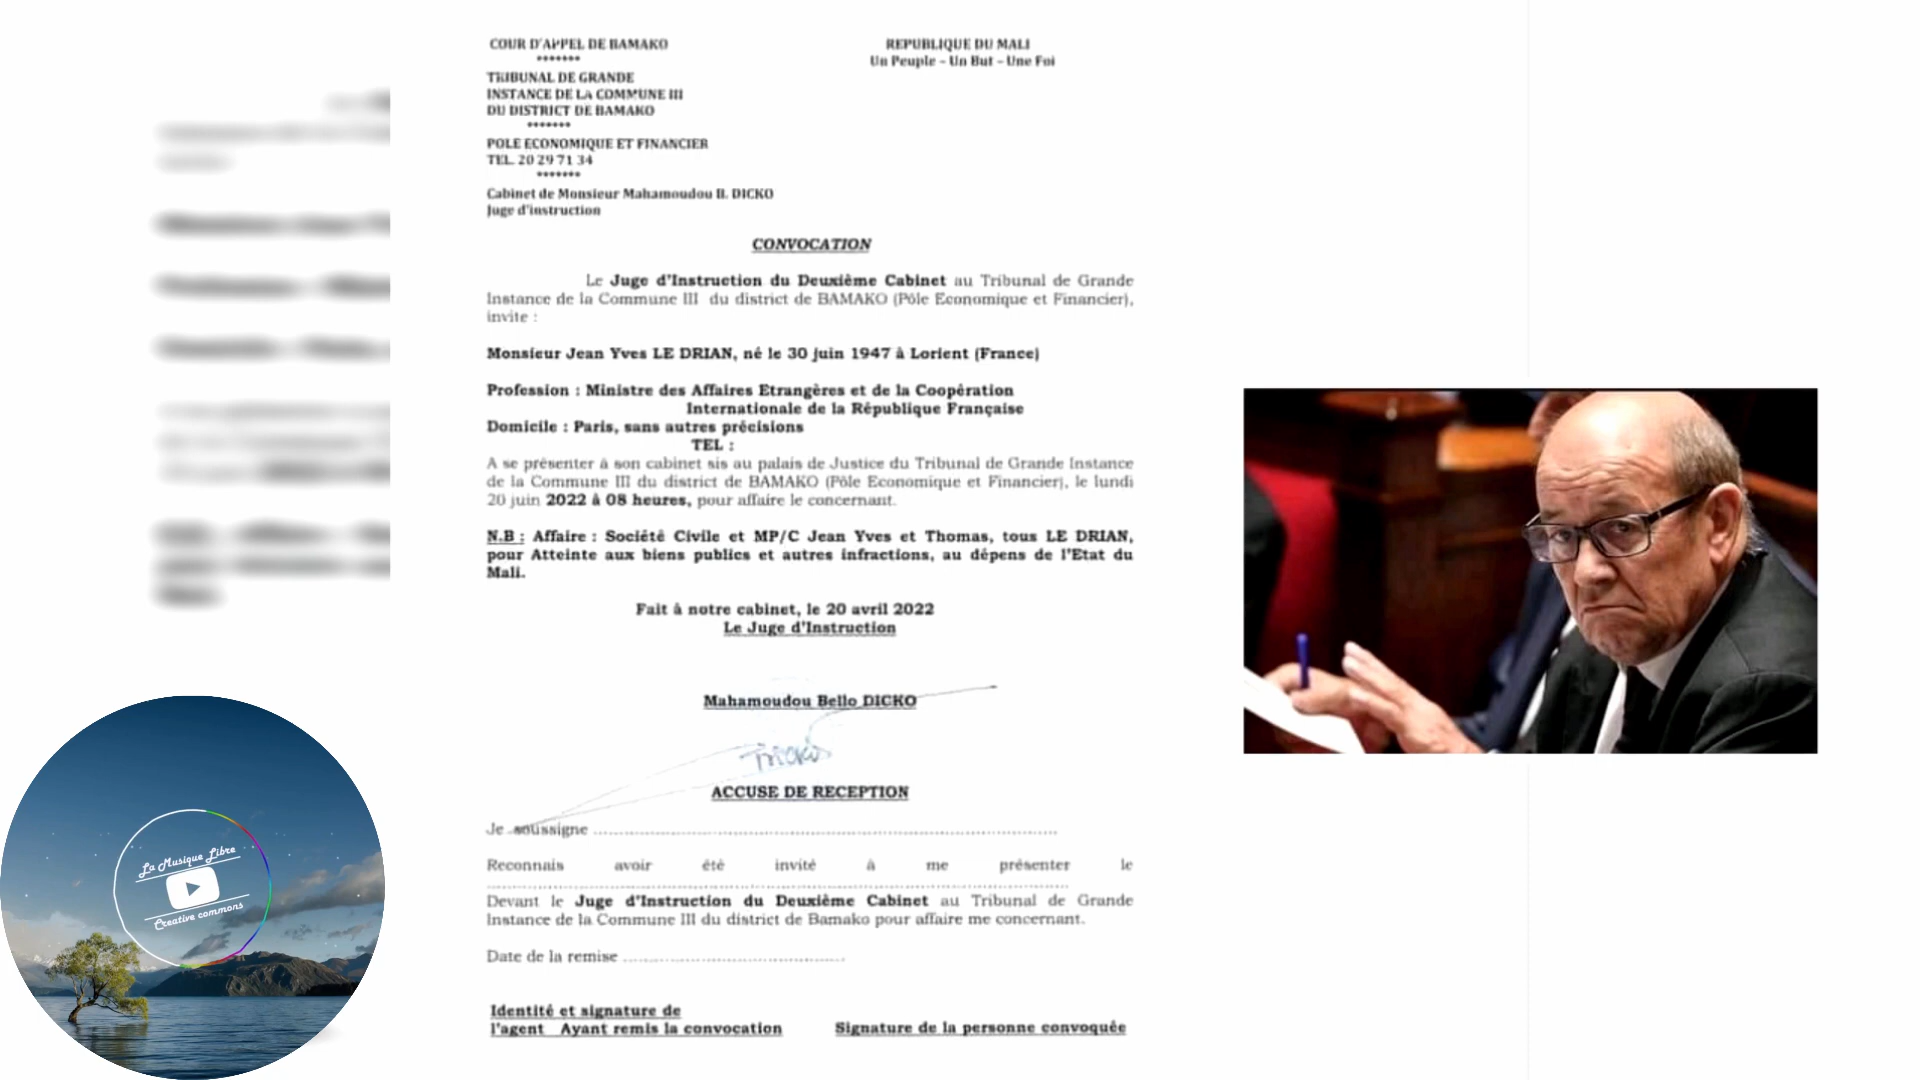 COUR D'APPEL DE BAMAKO
*******
TRIBUNAL DE GRANDE
INSTANCE DE LA COMMUNE III
DU DISTRICT DE BAMAKO
*******
POLE ECONOMIQUE ET FINANCIER
TEL. 20 29 71 34
*******
Cabinet de Monsieur Mahamoudou B. DICKO
Juge d'instruction
REPUBLIQUE DU MALI
Un Peuple – Un But – Une Foi
CONVOCATION
Le Juge d'Instruction du Deuxième Cabinet au Tribunal de Grande
Instance de la Commune III du district de BAMAKO (Pôle Economique et Financier),
invite :
Monsieur Jean Yves LE DRIAN, né le 30 juin 1947 à Lorient (France)
Profession : Ministre des Affaires Etrangères et de la Coopération
Internationale de la République Française
Domicile : Paris, sans autres précisions
TEL :
A se présenter à son cabinet sis au palais de Justice du Tribunal de Grande Instance
de la Commune III du district de BAMAKO (Pôle Economique et Financier), le lundi
20 juin 2022 à 08 heures, pour affaire le concernant.
N.B : Affaire : Société Civile et MP/C Jean Yves et Thomas, tous LE DRIAN,
pour Atteinte aux biens publics et autres infractions, au dépens de l'Etat du
Mali.
Fait à notre cabinet, le 20 avril 2022
Le Juge d'Instruction
Mahamoudou Bello DICKO
ACCUSE DE RECEPTION
Je soussigne ....................
Reconnais avoir été invité à me présenter le
....................
Devant le Juge d'Instruction du Deuxième Cabinet au Tribunal de Grande
Instance de la Commune III du district de Bamako pour affaire me concernant.
Date de la remise ....................
Identité et signature de
l'agent Ayant remis la convocation
Signature de la personne convoquée
La Musique Libre
Creative commons